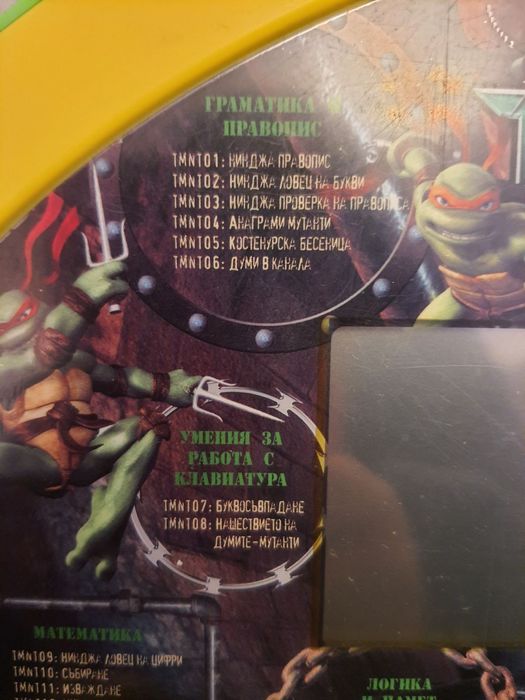 ГРАМАТИКА И
ПРАВОПИС
TMNT01: НИНДЖА ПРАВОПИС
TMNT02: НИНДЖА ЛОВЕЦ НА БУКВИ
TMNT03: НИНДЖА ПРОВЕРКА НА ПРАВОПИСА
TMNT04: АНАГРАМИ МУТАНТИ
TMNT05: КОСТЕНУРСКА БЕСЕНИЦА
TMNT06: ДУМИ В КАНАЛА
УМЕНИЯ ЗА
РАБОТА С
КЛАВИАТУРА
TMNT07: БУКВОСЪВПАДАНЕ
TMNT08: НАШЕСТВИЕТО НА
ДУМИТЕ-МУТАНТИ
МАТЕМАТИКА
TMNT09: НИНДЖА ЛОВЕЦ НА ЦИФРИ
TMNT10: СЪБИРАНЕ
TMNT11: ИЗВАЖДАНЕ
ЛОГИКА
И ПАМЕТ